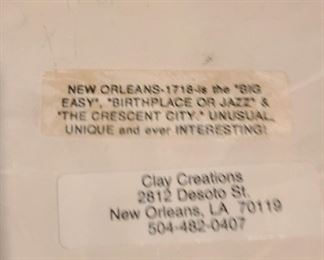 NEW ORLEANS-1718-is the "BIG
EASY", "BIRTHPLACE OR JAZZ" &
"THE CRESCENT CITY." UNUSUAL,
UNIQUE and ever INTERESTING!
Clay Creations
2812 Desoto St.
New Orleans, LA 70119
504-482-0407